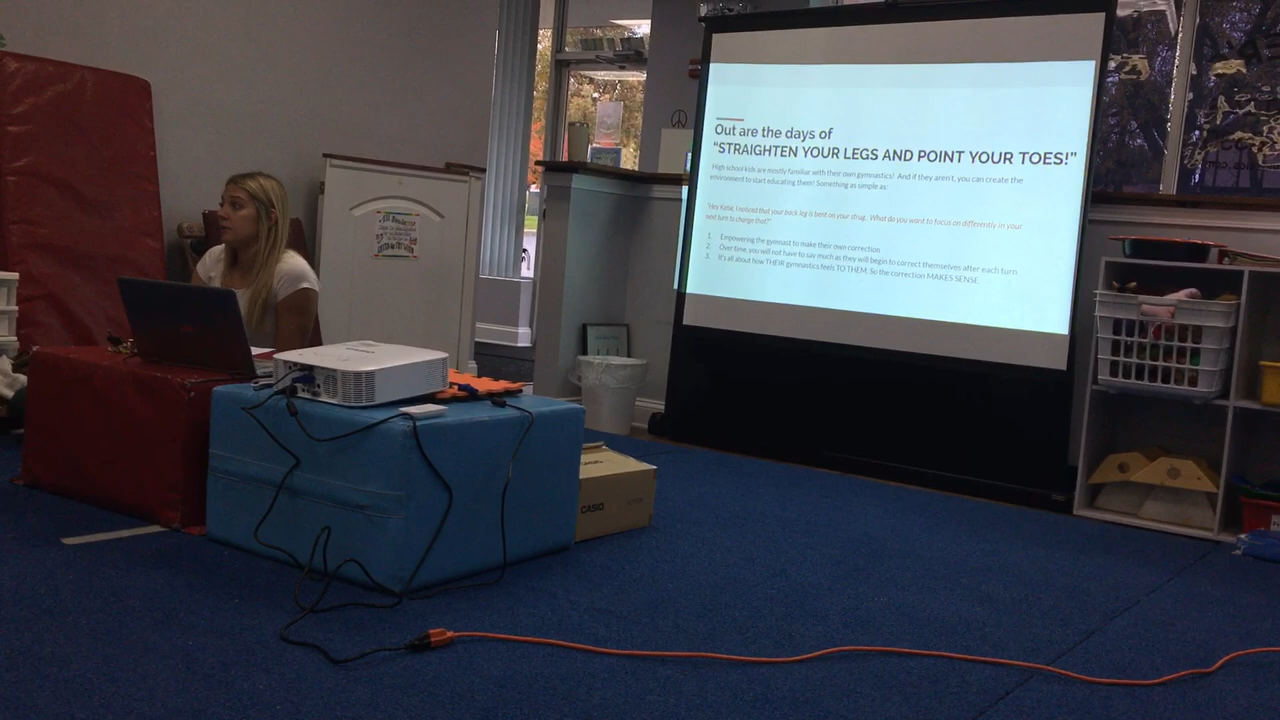 Out are the days of
"STRAIGHTEN YOUR LEGS AND POINT YOUR TOES!"
High school kids are mostly familiar with their own gymnastics! And if they aren't, you can create the
environment to start educating them! Something as simple as:
"Hey Katie, I noticed that your back leg is bent on your strug. What do you want to focus on differently in your
next turn to change that?"
1. Empowering the gymnast to make their own correction
2. Over time, you will not have to say much as they will begin to correct themselves after each turn
3. It's all about how THEIR gymnastics feels TO THEM. So the correction MAKES SENSE.
CASIO